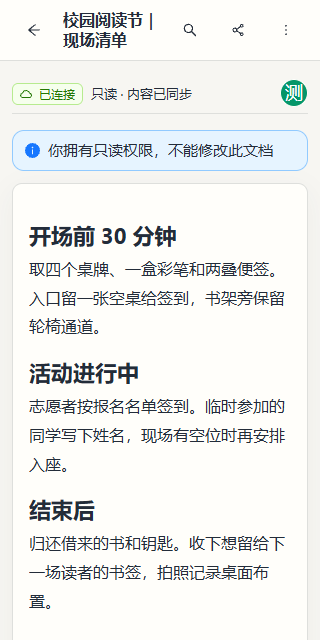 校园阅读节 |
现场清单
已连接 只读 · 内容已同步 测
你拥有只读权限，不能修改此文档
开场前 30 分钟
取四个桌牌、一盒彩笔和两叠便签。
入口留一张空桌给签到，书架旁保留
轮椅通道。
活动进行中
志愿者按报名名单签到。临时参加的
同学写下姓名，现场有空位时再安排
入座。
结束后
归还借来的书和钥匙。收下想留给下
一场读者的书签，拍照记录桌面布
置。